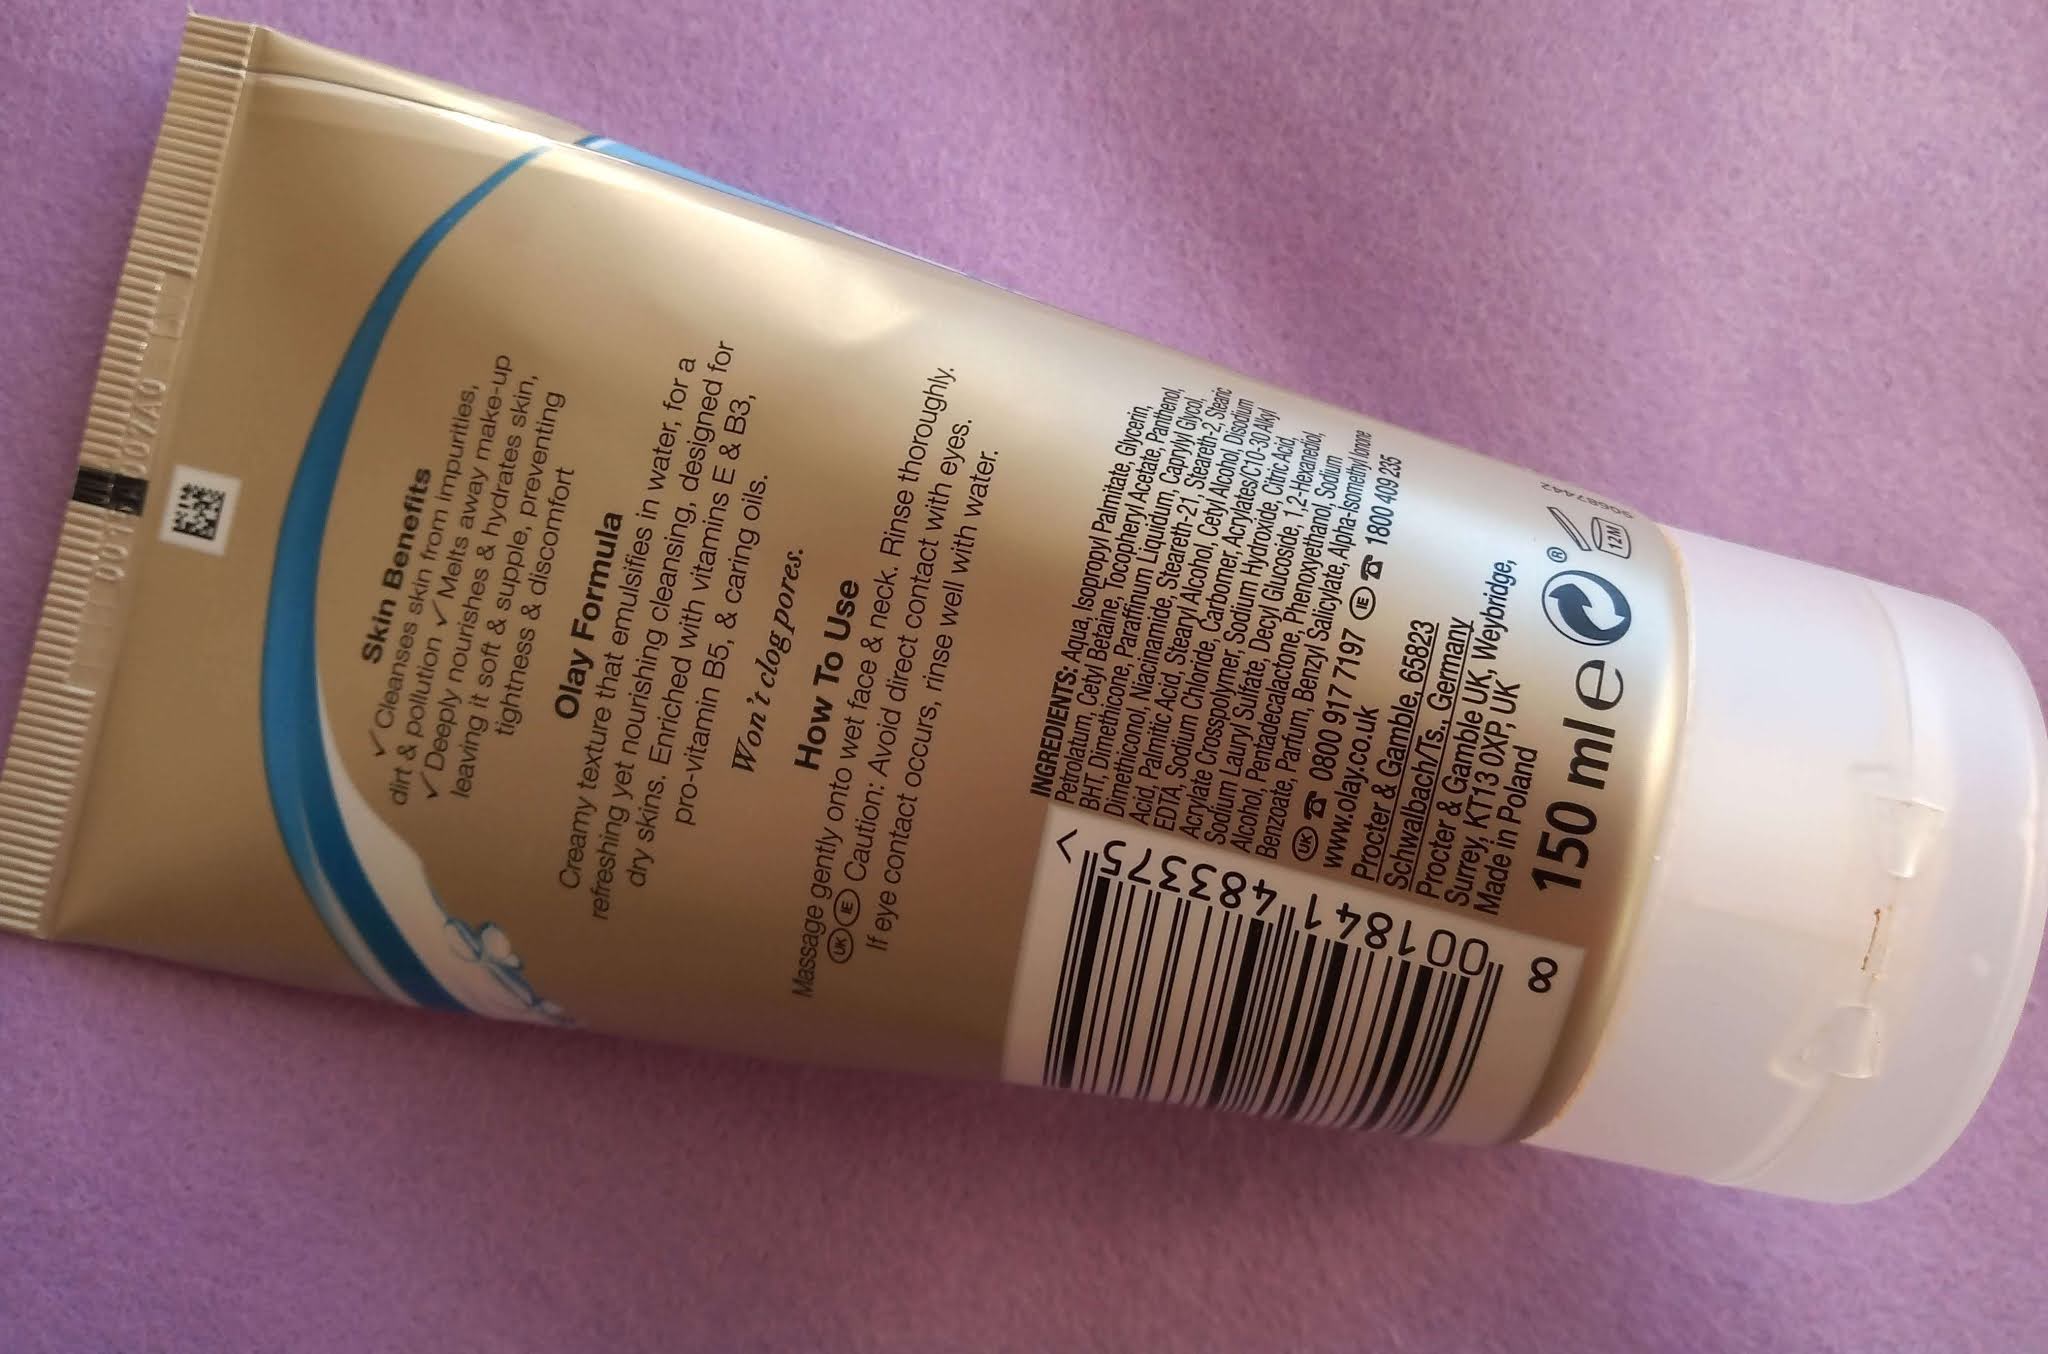 Skin Benefits
✓Cleanses skin from impurities,
dirt & pollution ✓Melts away make-up
✓Deeply nourishes & hydrates skin,
leaving it soft & supple, preventing
tightness & discomfort
Olay Formula
Creamy texture that emulsifies in water, for a
refreshing yet nourishing cleansing, designed for
dry skins. Enriched with vitamins E & B3,
pro-vitamin B5, & caring oils.
Won't clog pores.
How To Use
Massage gently onto wet face & neck. Rinse thoroughly.
UK IE Caution: Avoid direct contact with eyes.
If eye contact occurs, rinse well with water.
INGREDIENTS: Aqua, Isopropyl Palmitate, Glycerin,
Petrolatum, Cetyl Betaine, Tocopheryl Acetate, Panthenol,
BHT, Dimethicone, Paraffinum Liquidum, Caprylyl Glycol,
Dimethiconol, Niacinamide, Steareth-21, Steareth-2, Stearic
Acid, Palmitic Acid, Stearyl Alcohol, Cetyl Alcohol, Disodium
EDTA, Sodium Chloride, Carbomer, Acrylates/C10-30 Alkyl
Acrylate Crosspolymer, Sodium Hydroxide, Citric Acid,
Sodium Lauryl Sulfate, Decyl Glucoside, 1,2-Hexanediol,
Alcohol, Pentadecalactone, Phenoxyethanol, Sodium
Benzoate, Parfum, Benzyl Salicylate, Alpha-Isomethyl Ionone
UK ☎ 0800 917 7197 IE ☎ 1800 409 235
www.olay.co.uk
Procter & Gamble, 65823
Schwalbach/Ts, Germany
Procter & Gamble UK, Weybridge,
Surrey, KT13 0XP, UK
Made in Poland
150 ml e
®
12M
90687442
8
001841 483375 >